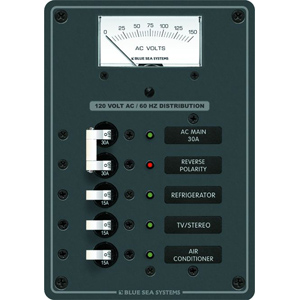 0 25 50 75 100 125 150
AC VOLTS
BLUE SEA SYSTEMS
120 VOLT AC / 60 HZ DISTRIBUTION
30A
AC MAIN
30A
30A
REVERSE
POLARITY
15A
REFRIGERATOR
15A
TV/STEREO
15A
AIR
CONDITIONER
BLUE SEA SYSTEMS